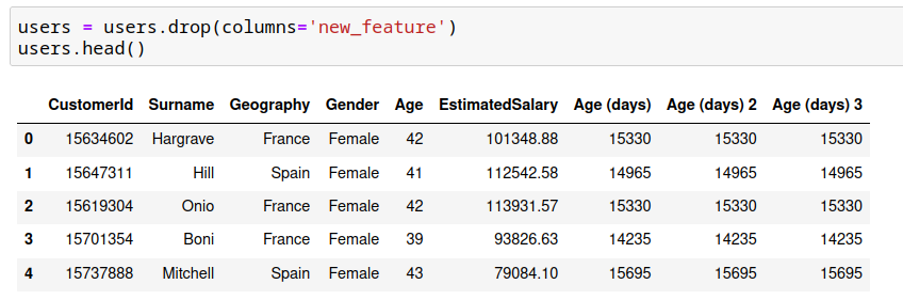 users = users.drop(columns='new_feature')
users.head()
CustomerId Surname Geography Gender Age EstimatedSalary Age (days) Age (days) 2 Age (days) 3
0 15634602 Hargrave France Female 42 101348.88 15330 15330 15330
1 15647311 Hill Spain Female 41 112542.58 14965 14965 14965
2 15619304 Onio France Female 42 113931.57 15330 15330 15330
3 15701354 Boni France Female 39 93826.63 14235 14235 14235
4 15737888 Mitchell Spain Female 43 79084.10 15695 15695 15695